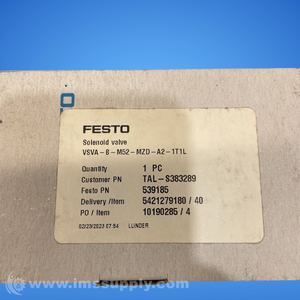 FESTO
Solenoid valve
VSVA-B-M52-MZD-A2-1T1L
Quantity 1 PC
Customer PN TAL-S383289
Festo PN 539185
Delivery /Item 5421279180 / 40
PO / Item 10190285 / 4
02/23/2023 07:54 LUNDER
www.imssupply.com